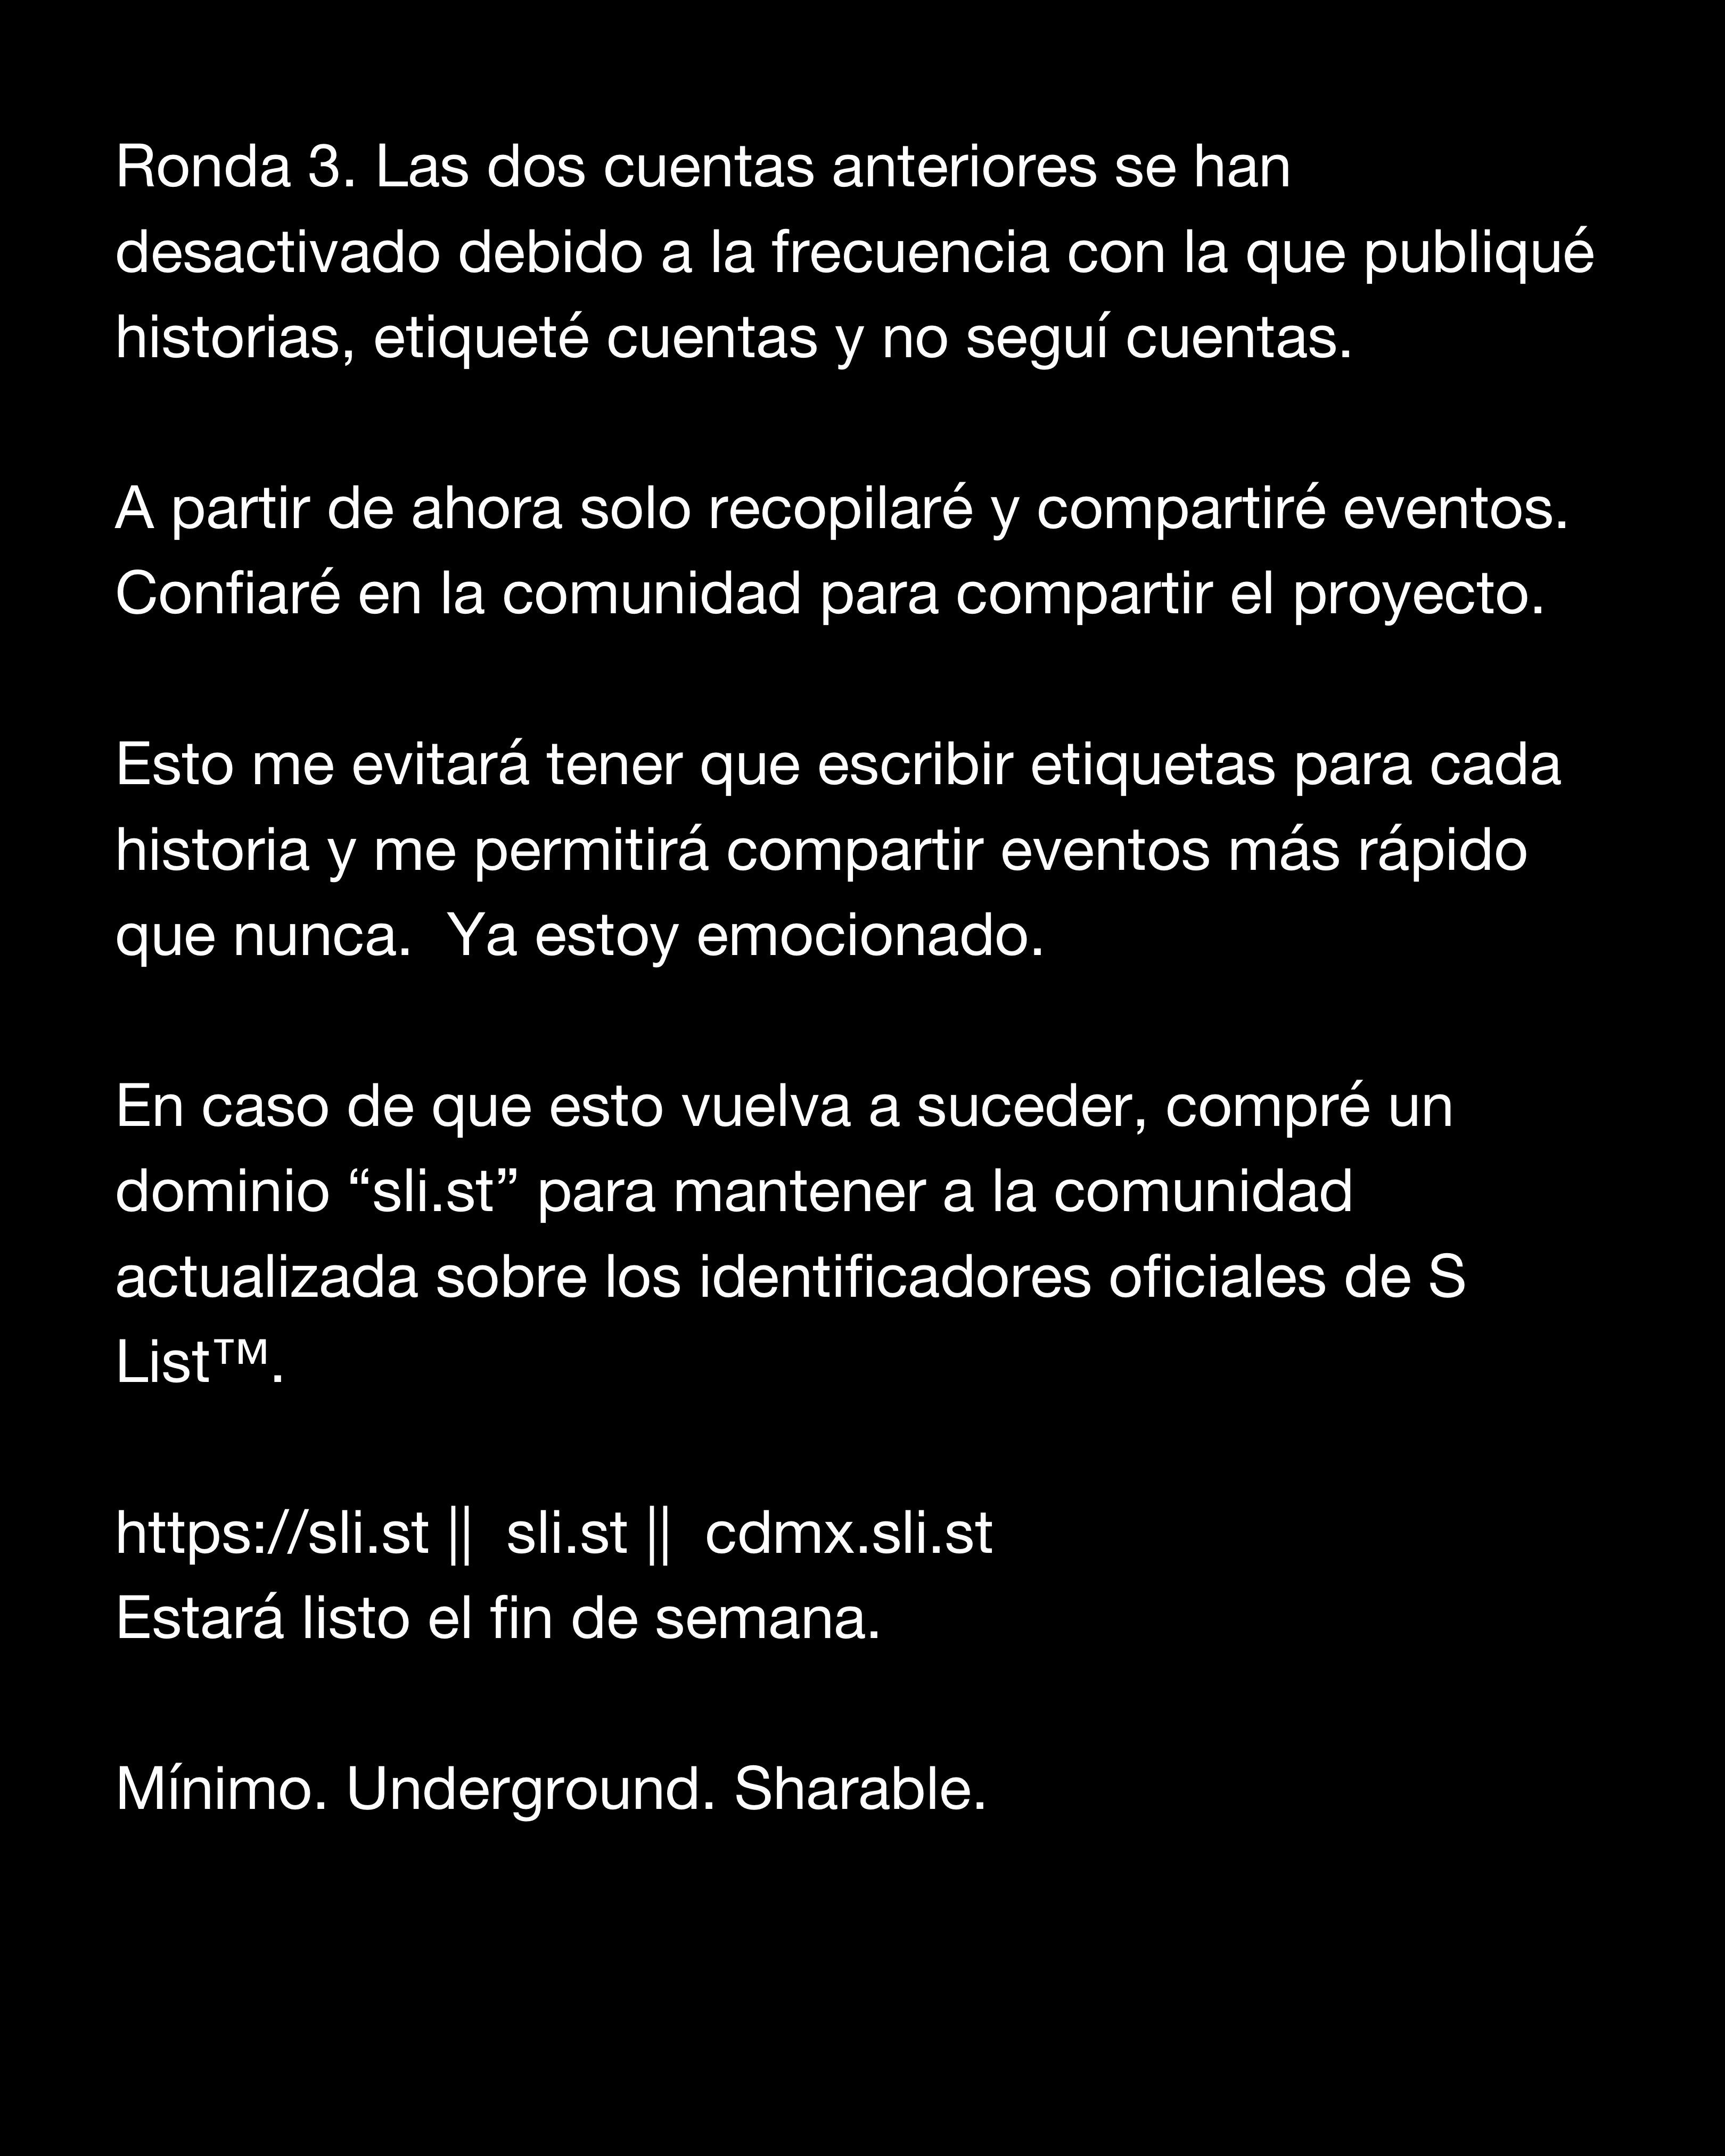 Ronda 3. Las dos cuentas anteriores se han
desactivado debido a la frecuencia con la que publiqué
historias, etiqueté cuentas y no seguí cuentas.
A partir de ahora solo recopilaré y compartiré eventos.
Confiaré en la comunidad para compartir el proyecto.
Esto me evitará tener que escribir etiquetas para cada
historia y me permitirá compartir eventos más rápido
que nunca.  Ya estoy emocionado.
En caso de que esto vuelva a suceder, compré un
dominio “sli.st” para mantener a la comunidad
actualizada sobre los identificadores oficiales de S
List™.
https://sli.st ||  sli.st ||  cdmx.sli.st
Estará listo el fin de semana.
Mínimo. Underground. Sharable.